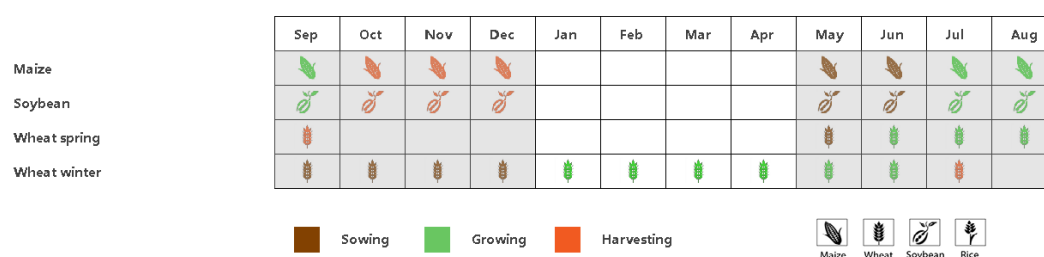 Sep Oct Nov Dec Jan Feb Mar Apr May Jun Jul Aug
Maize
Soybean
Wheat spring
Wheat winter
Sowing Growing Harvesting
Maize Wheat Soybean Rice